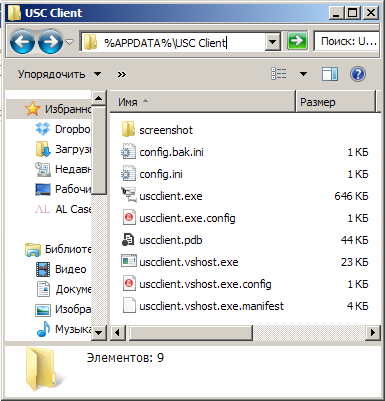 USC Client
%APPDATA%\USC Client
Поиск: U...
Упорядочить
»
Имя
Размер
Избранно
Dropbo
Загруз
Недавн
Рабочи
AL Case
Библиотє
Видео
Докуме
Изобра
Музыка
screenshot
config.bak.ini 1 КБ
config.ini 1 КБ
uscclient.exe 646 КБ
uscclient.exe.config 1 КБ
uscclient.pdb 44 КБ
uscclient.vshost.exe 23 КБ
uscclient.vshost.exe.config 1 КБ
uscclient.vshost.exe.manifest 4 КБ
Элементов: 9